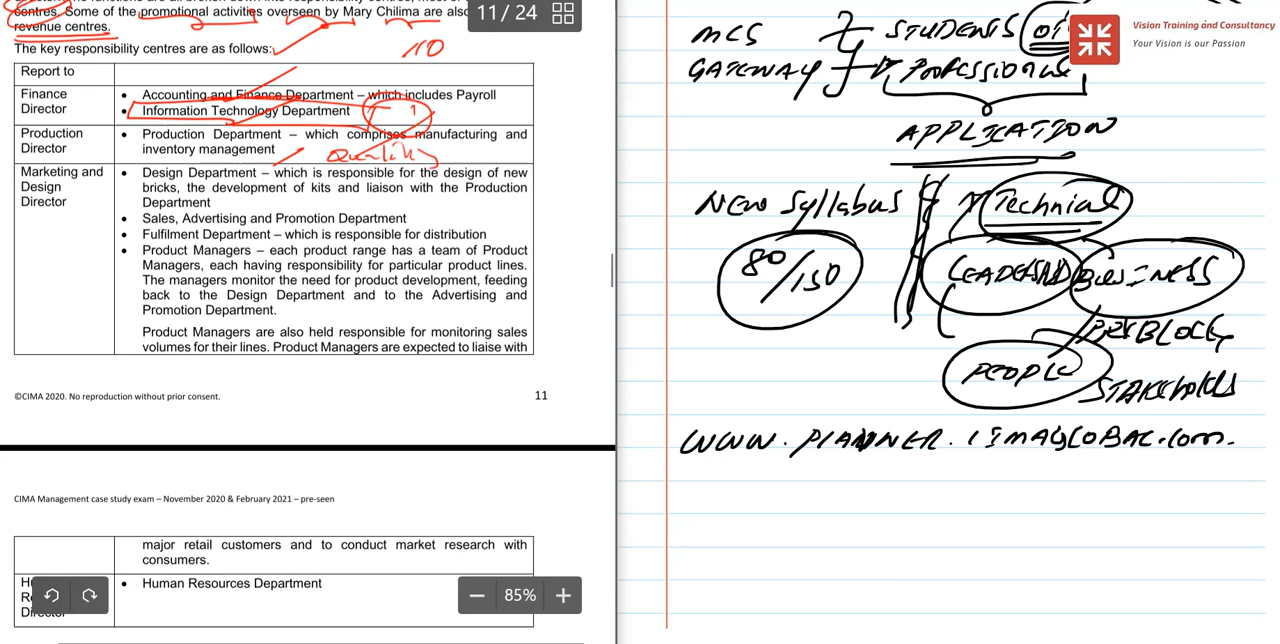 centres. Some of the promotional activities overseen by Mary Chilima are also
revenue centres.
The key responsibility centres are as follows:
10
Report to
Finance
Director
• Accounting and Finance Department – which includes Payroll
• Information Technology Department
1
Production
Director
• Production Department – which comprises manufacturing and
inventory management
Quality
Marketing and
Design
Director
• Design Department – which is responsible for the design of new
bricks, the development of kits and liaison with the Production
Department
• Sales, Advertising and Promotion Department
• Fulfilment Department – which is responsible for distribution
• Product Managers – each product range has a team of Product
Managers, each having responsibility for particular product lines.
The managers monitor the need for product development, feeding
back to the Design Department and to the Advertising and
Promotion Department.
Product Managers are also held responsible for monitoring sales
volumes for their lines. Product Managers are expected to liaise with
©CIMA 2020. No reproduction without prior consent.
11
CIMA Management case study exam – November 2020 & February 2021 – pre-seen
major retail customers and to conduct market research with
consumers.
Director
• Human Resources Department
11 / 24
85%
MCS
STUDENTS
GATEWAY
PROFESSIONALS
APPLICATION
New Syllabus
Technical
80/150
LEADERSHIP
Business
PEOPLE
STAKEHOLDERS
WWW.PLANNER.CIMAGLOBAL.COM.
Vision Training and Consultancy
Your Vision is our Passion